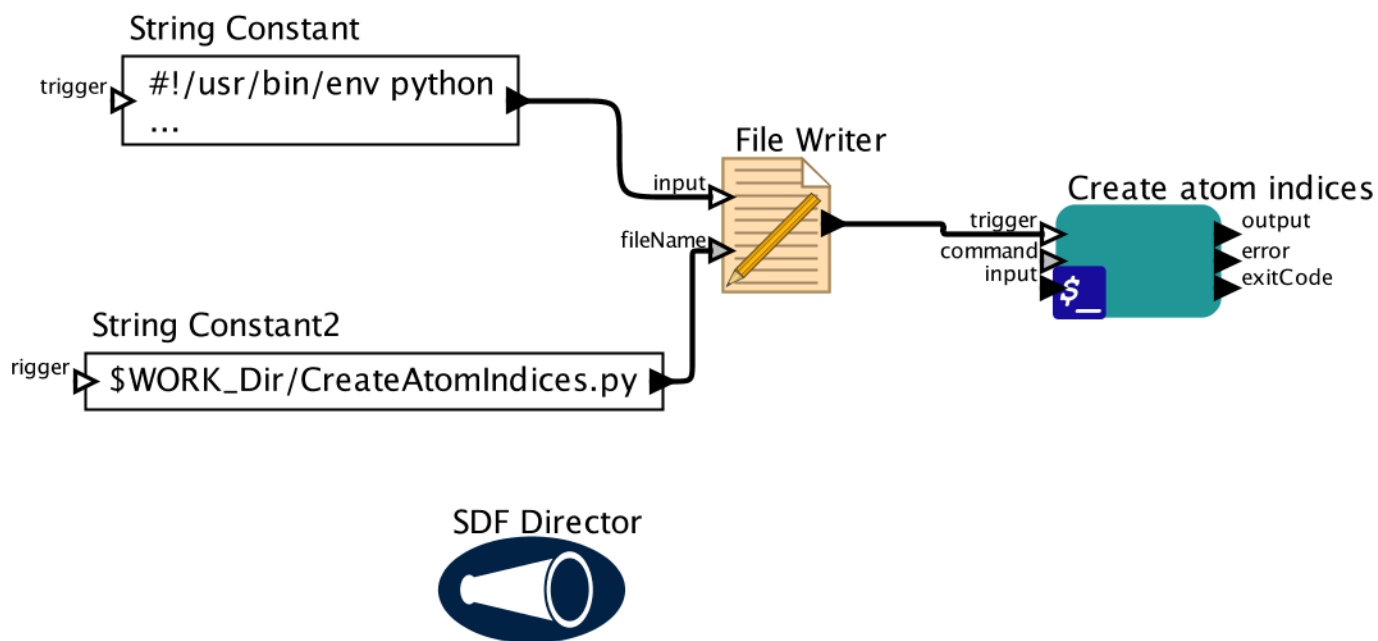 String Constant
trigger
#!/usr/bin/env python
...
File Writer
input
fileName
Create atom indices
trigger
command
input
output
error
exitCode
$_
String Constant2
rigger
$WORK_Dir/CreateAtomIndices.py
SDF Director